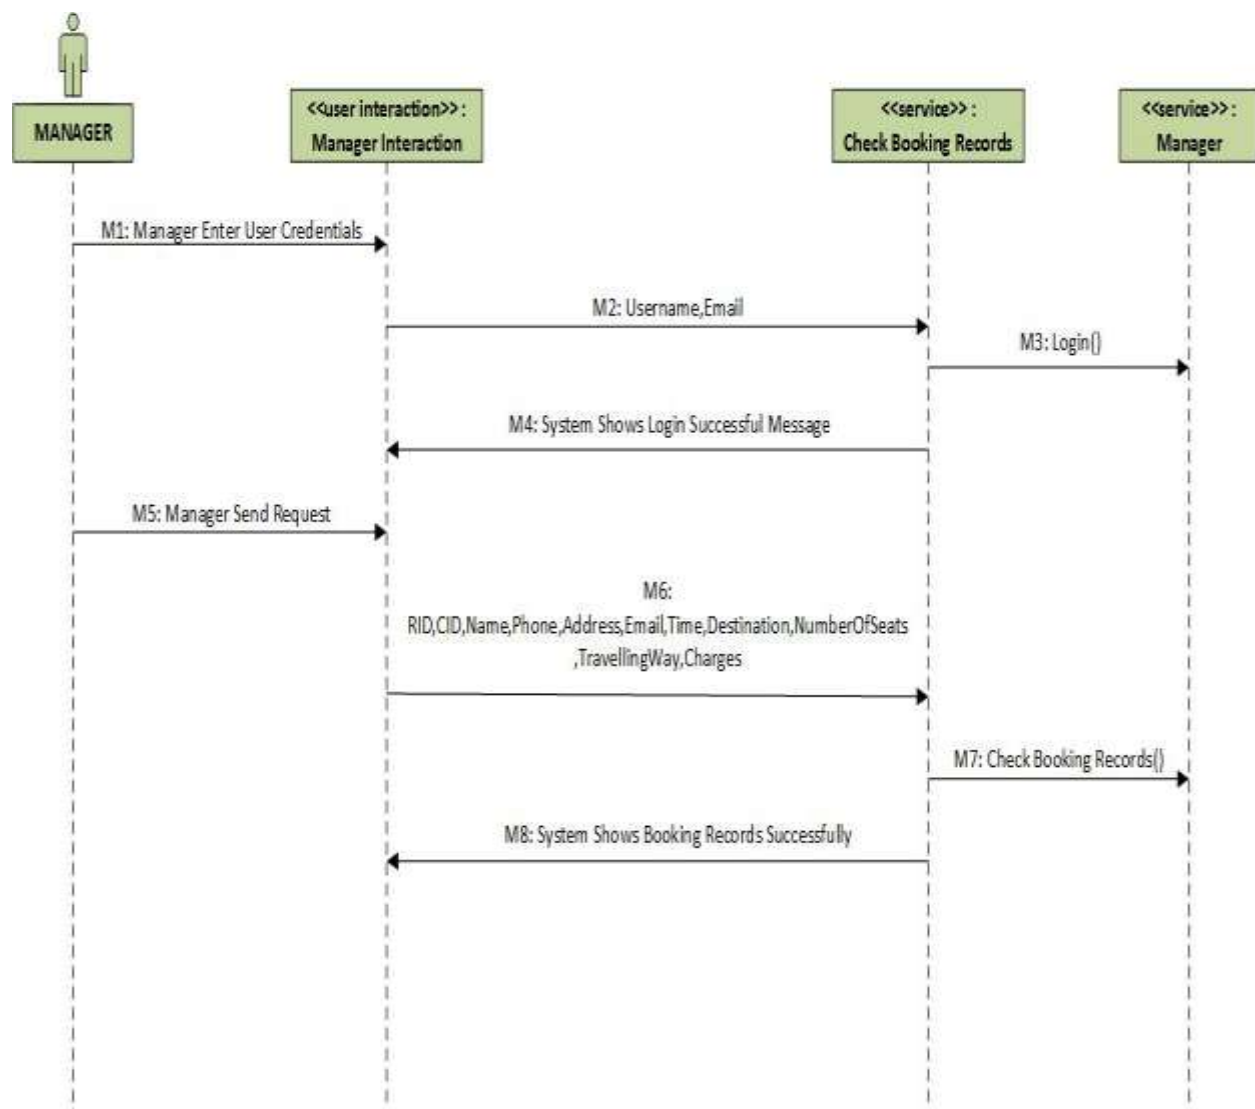 MANAGER
<<user interaction>> :
Manager Interaction
<<service>> :
Check Booking Records
<<service>> :
Manager
M1: Manager Enter User Credentials
M2: Username,Email
M3: Login()
M4: System Shows Login Successful Message
M5: Manager Send Request
M6:
RID,CID,Name,Phone,Address,Email,Time,Destination,NumberOfSeats
,TravellingWay,Charges
M7: Check Booking Records()
M8: System Shows Booking Records Successfully